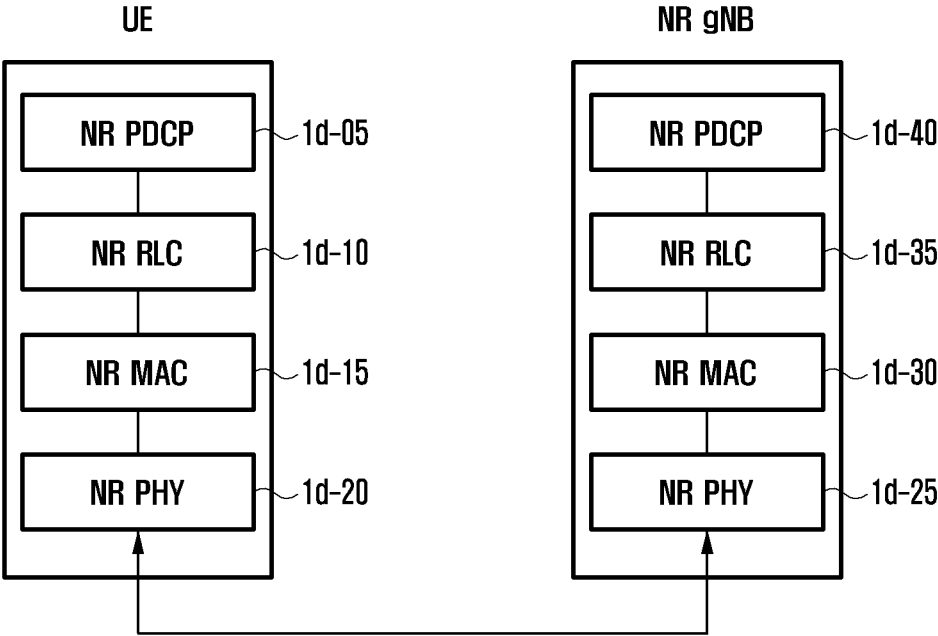 UE
NR gNB
NR PDCP
1d-05
NR PDCP
1d-40
NR RLC
1d-10
NR RLC
1d-35
NR MAC
1d-15
NR MAC
1d-30
NR PHY
1d-20
NR PHY
1d-25